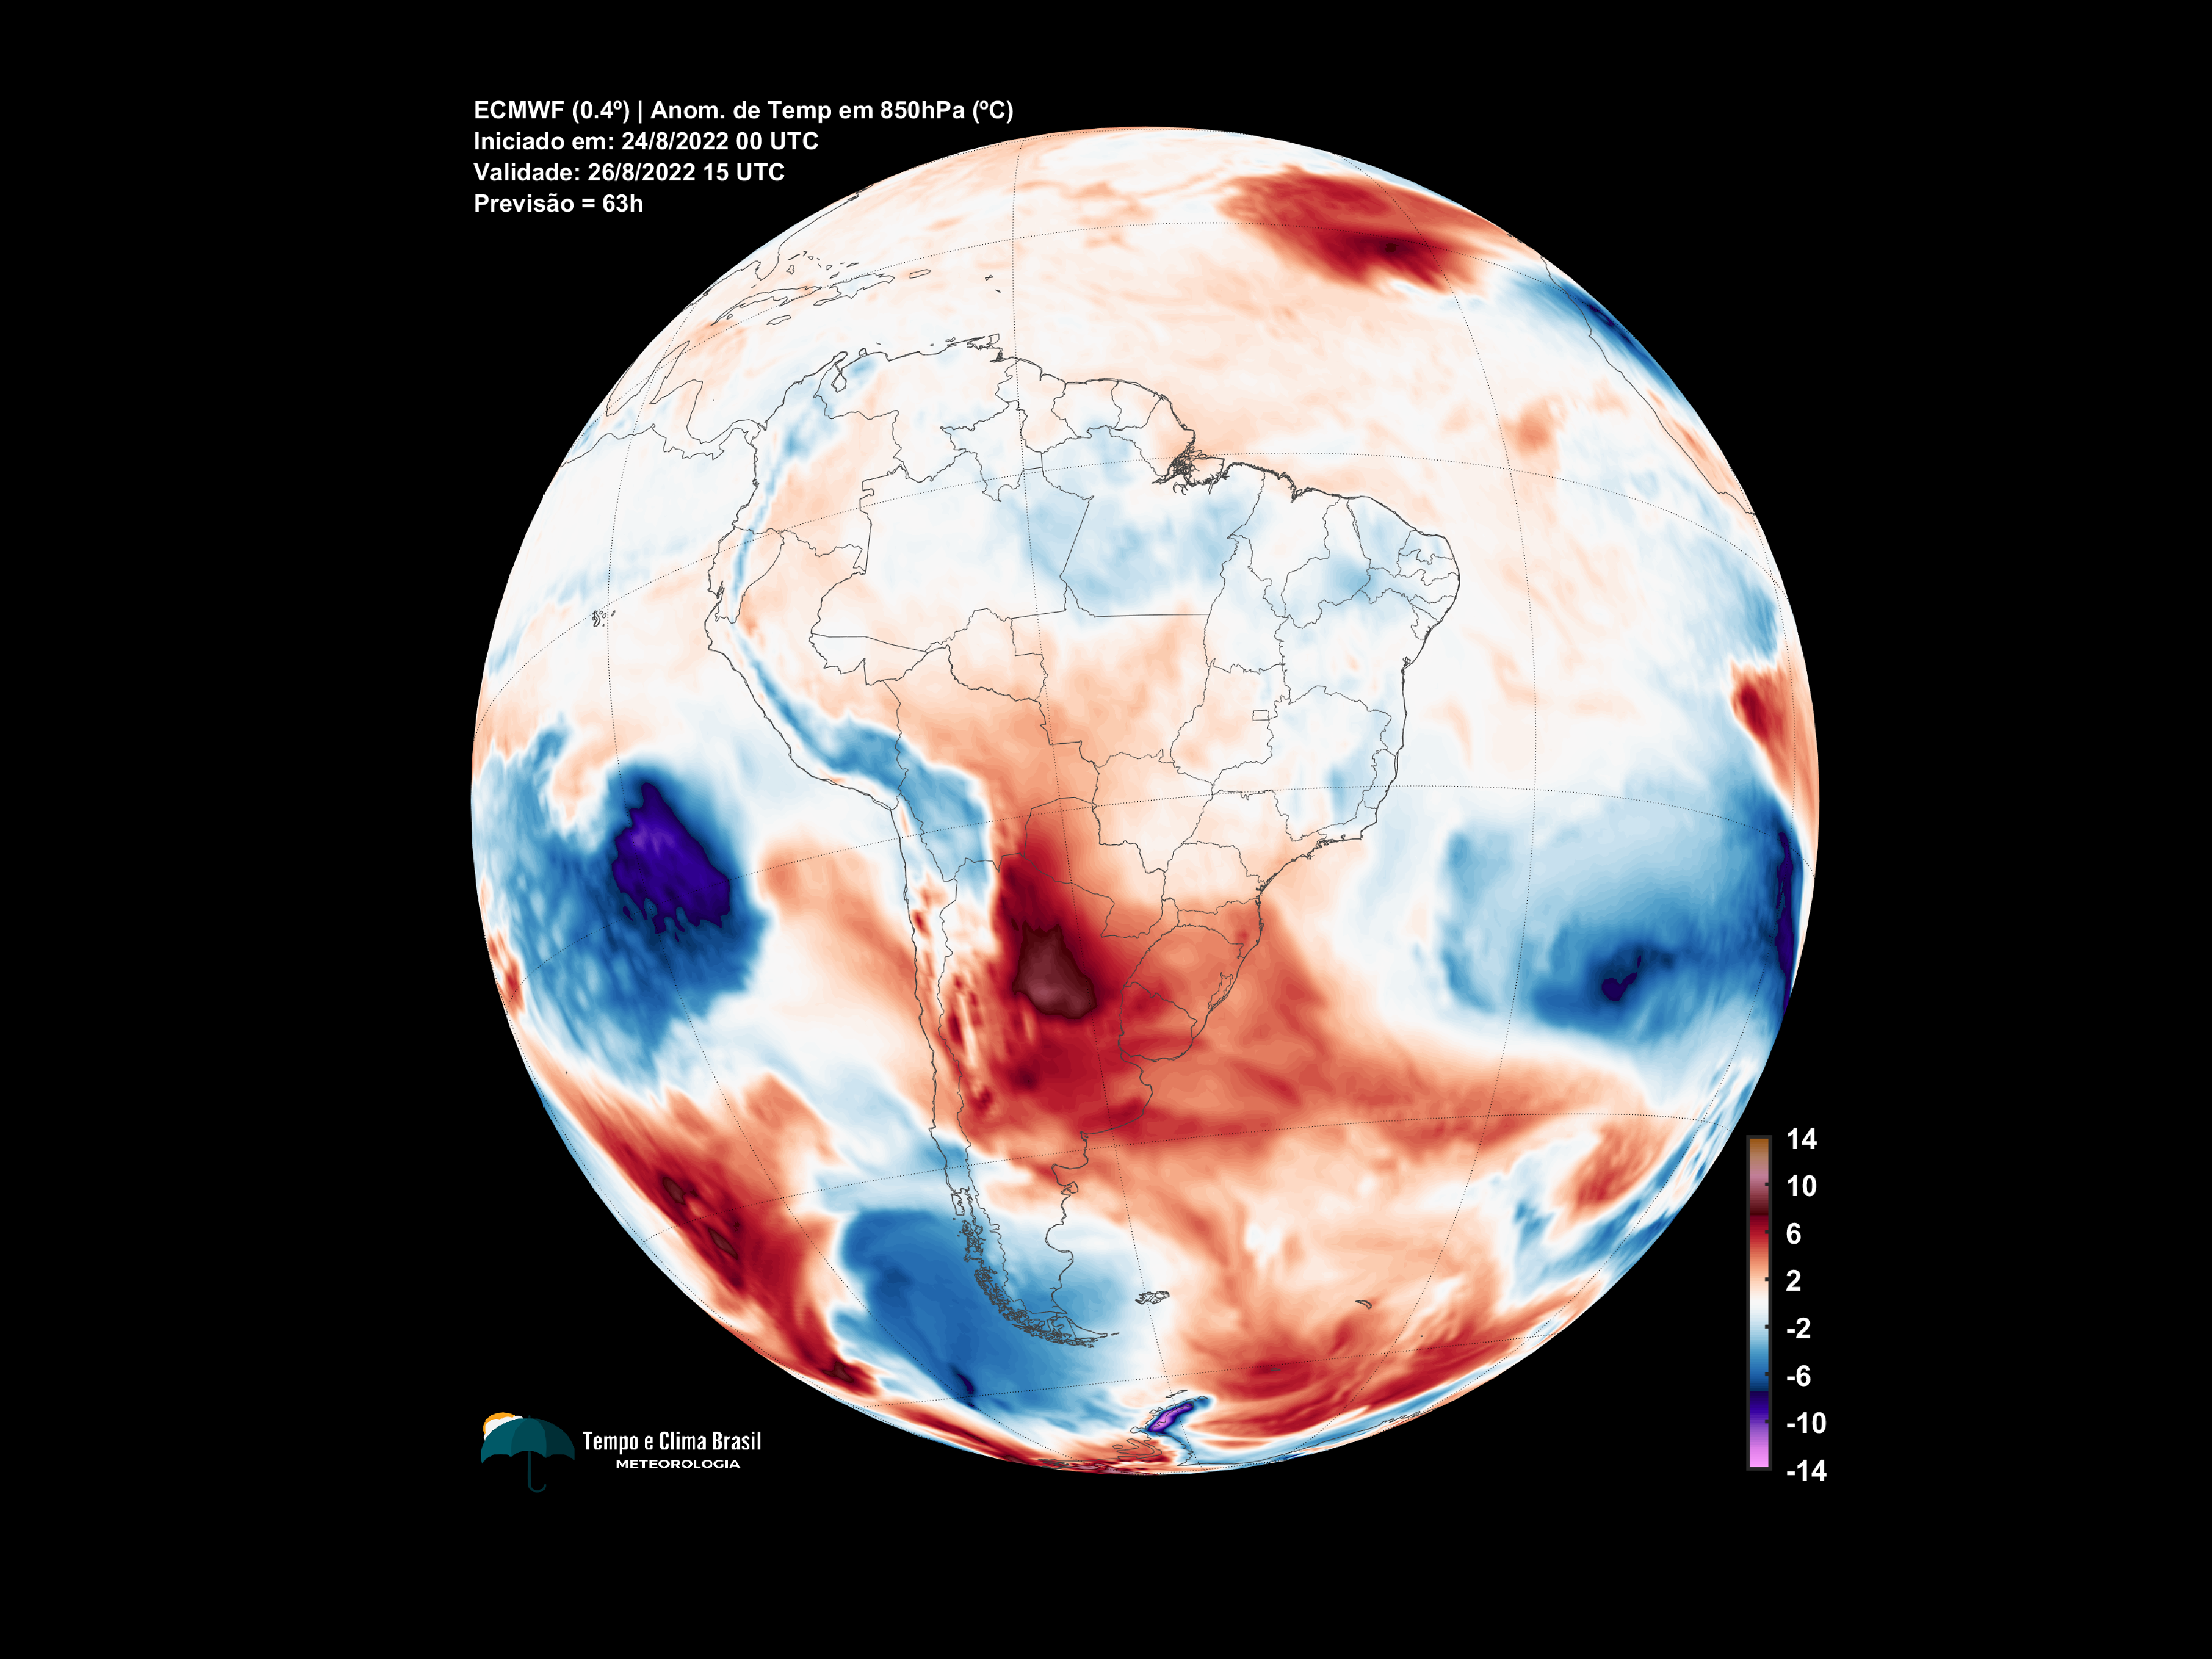 ECMWF (0.4º) | Anom. de Temp em 850hPa (ºC)
Iniciado em: 24/8/2022 00 UTC
Validade: 26/8/2022 15 UTC
Previsão = 63h
14
10
6
2
-2
-6
-10
-14
Tempo e Clima Brasil
METEOROLOGIA